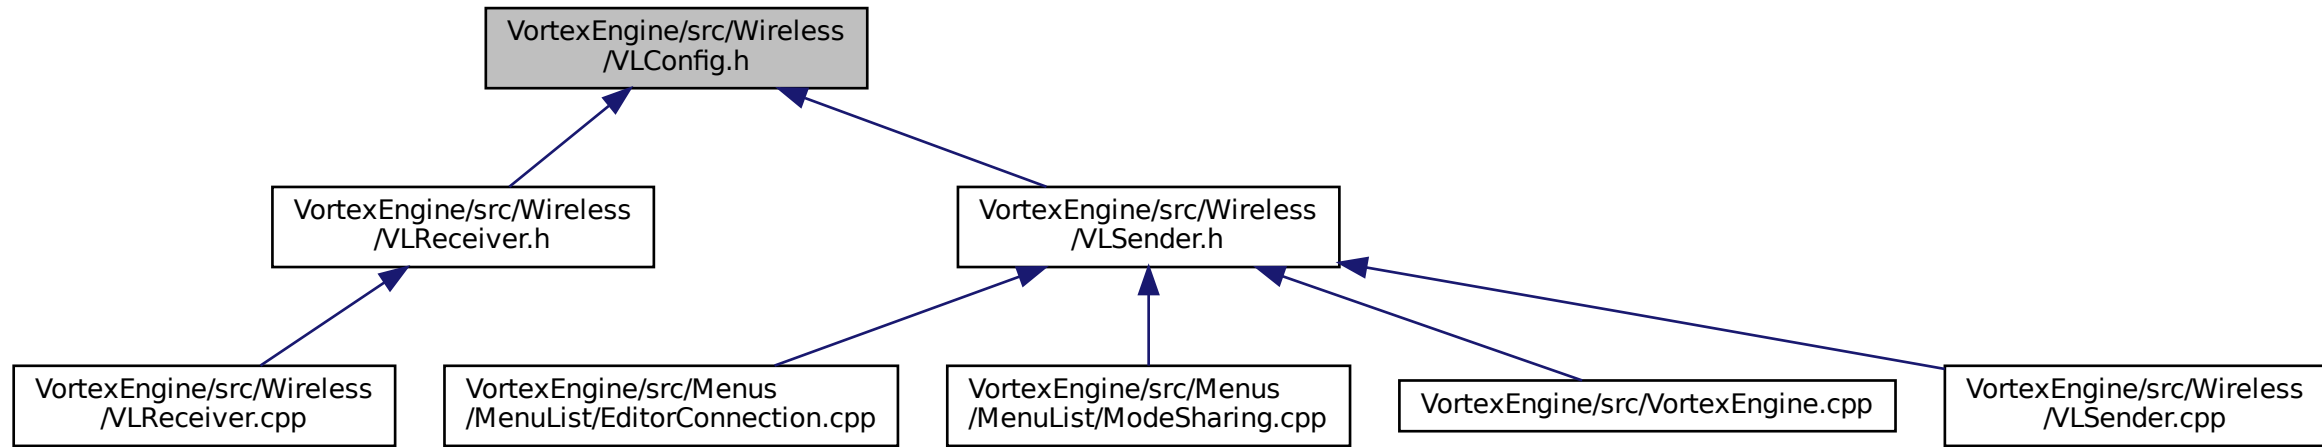 VortexEngine/src/Wireless
/VLConfig.h
VortexEngine/src/Wireless
/VLReceiver.h
VortexEngine/src/Wireless
/VLSender.h
VortexEngine/src/Wireless
/VLReceiver.cpp
VortexEngine/src/Menus
/MenuList/EditorConnection.cpp
VortexEngine/src/Menus
/MenuList/ModeSharing.cpp
VortexEngine/src/VortexEngine.cpp
VortexEngine/src/Wireless
/VLSender.cpp